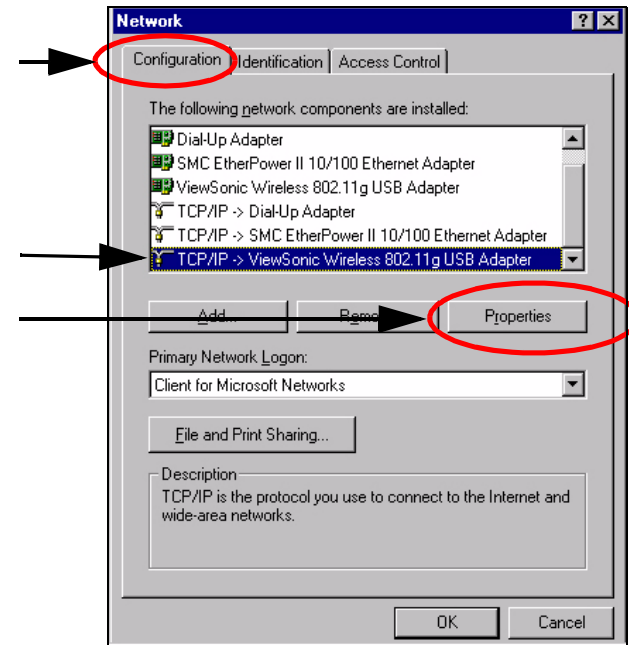 Network
Configuration Identification Access Control
The following network components are installed:
Dial-Up Adapter
SMC EtherPower II 10/100 Ethernet Adapter
ViewSonic Wireless 802.11g USB Adapter
TCP/IP -> Dial-Up Adapter
TCP/IP -> SMC EtherPower II 10/100 Ethernet Adapter
TCP/IP -> ViewSonic Wireless 802.11g USB Adapter
Add... Properties
Primary Network Logon:
Client for Microsoft Networks
File and Print Sharing...
Description
TCP/IP is the protocol you use to connect to the Internet and
wide-area networks.
OK Cancel